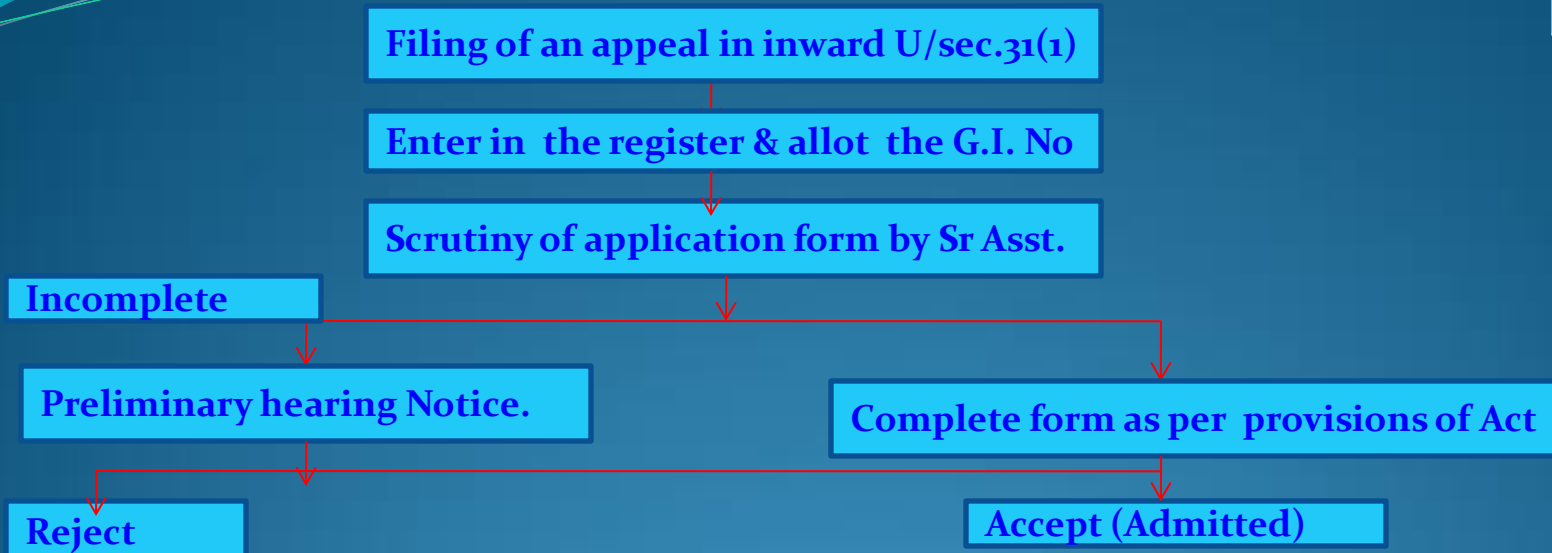 Filing of an appeal in inward U/sec.31(1)
Enter in the register & allot the G.I. No
Scrutiny of application form by Sr Asst.
Incomplete
Preliminary hearing Notice.
Complete form as per provisions of Act
Reject
Accept (Admitted)